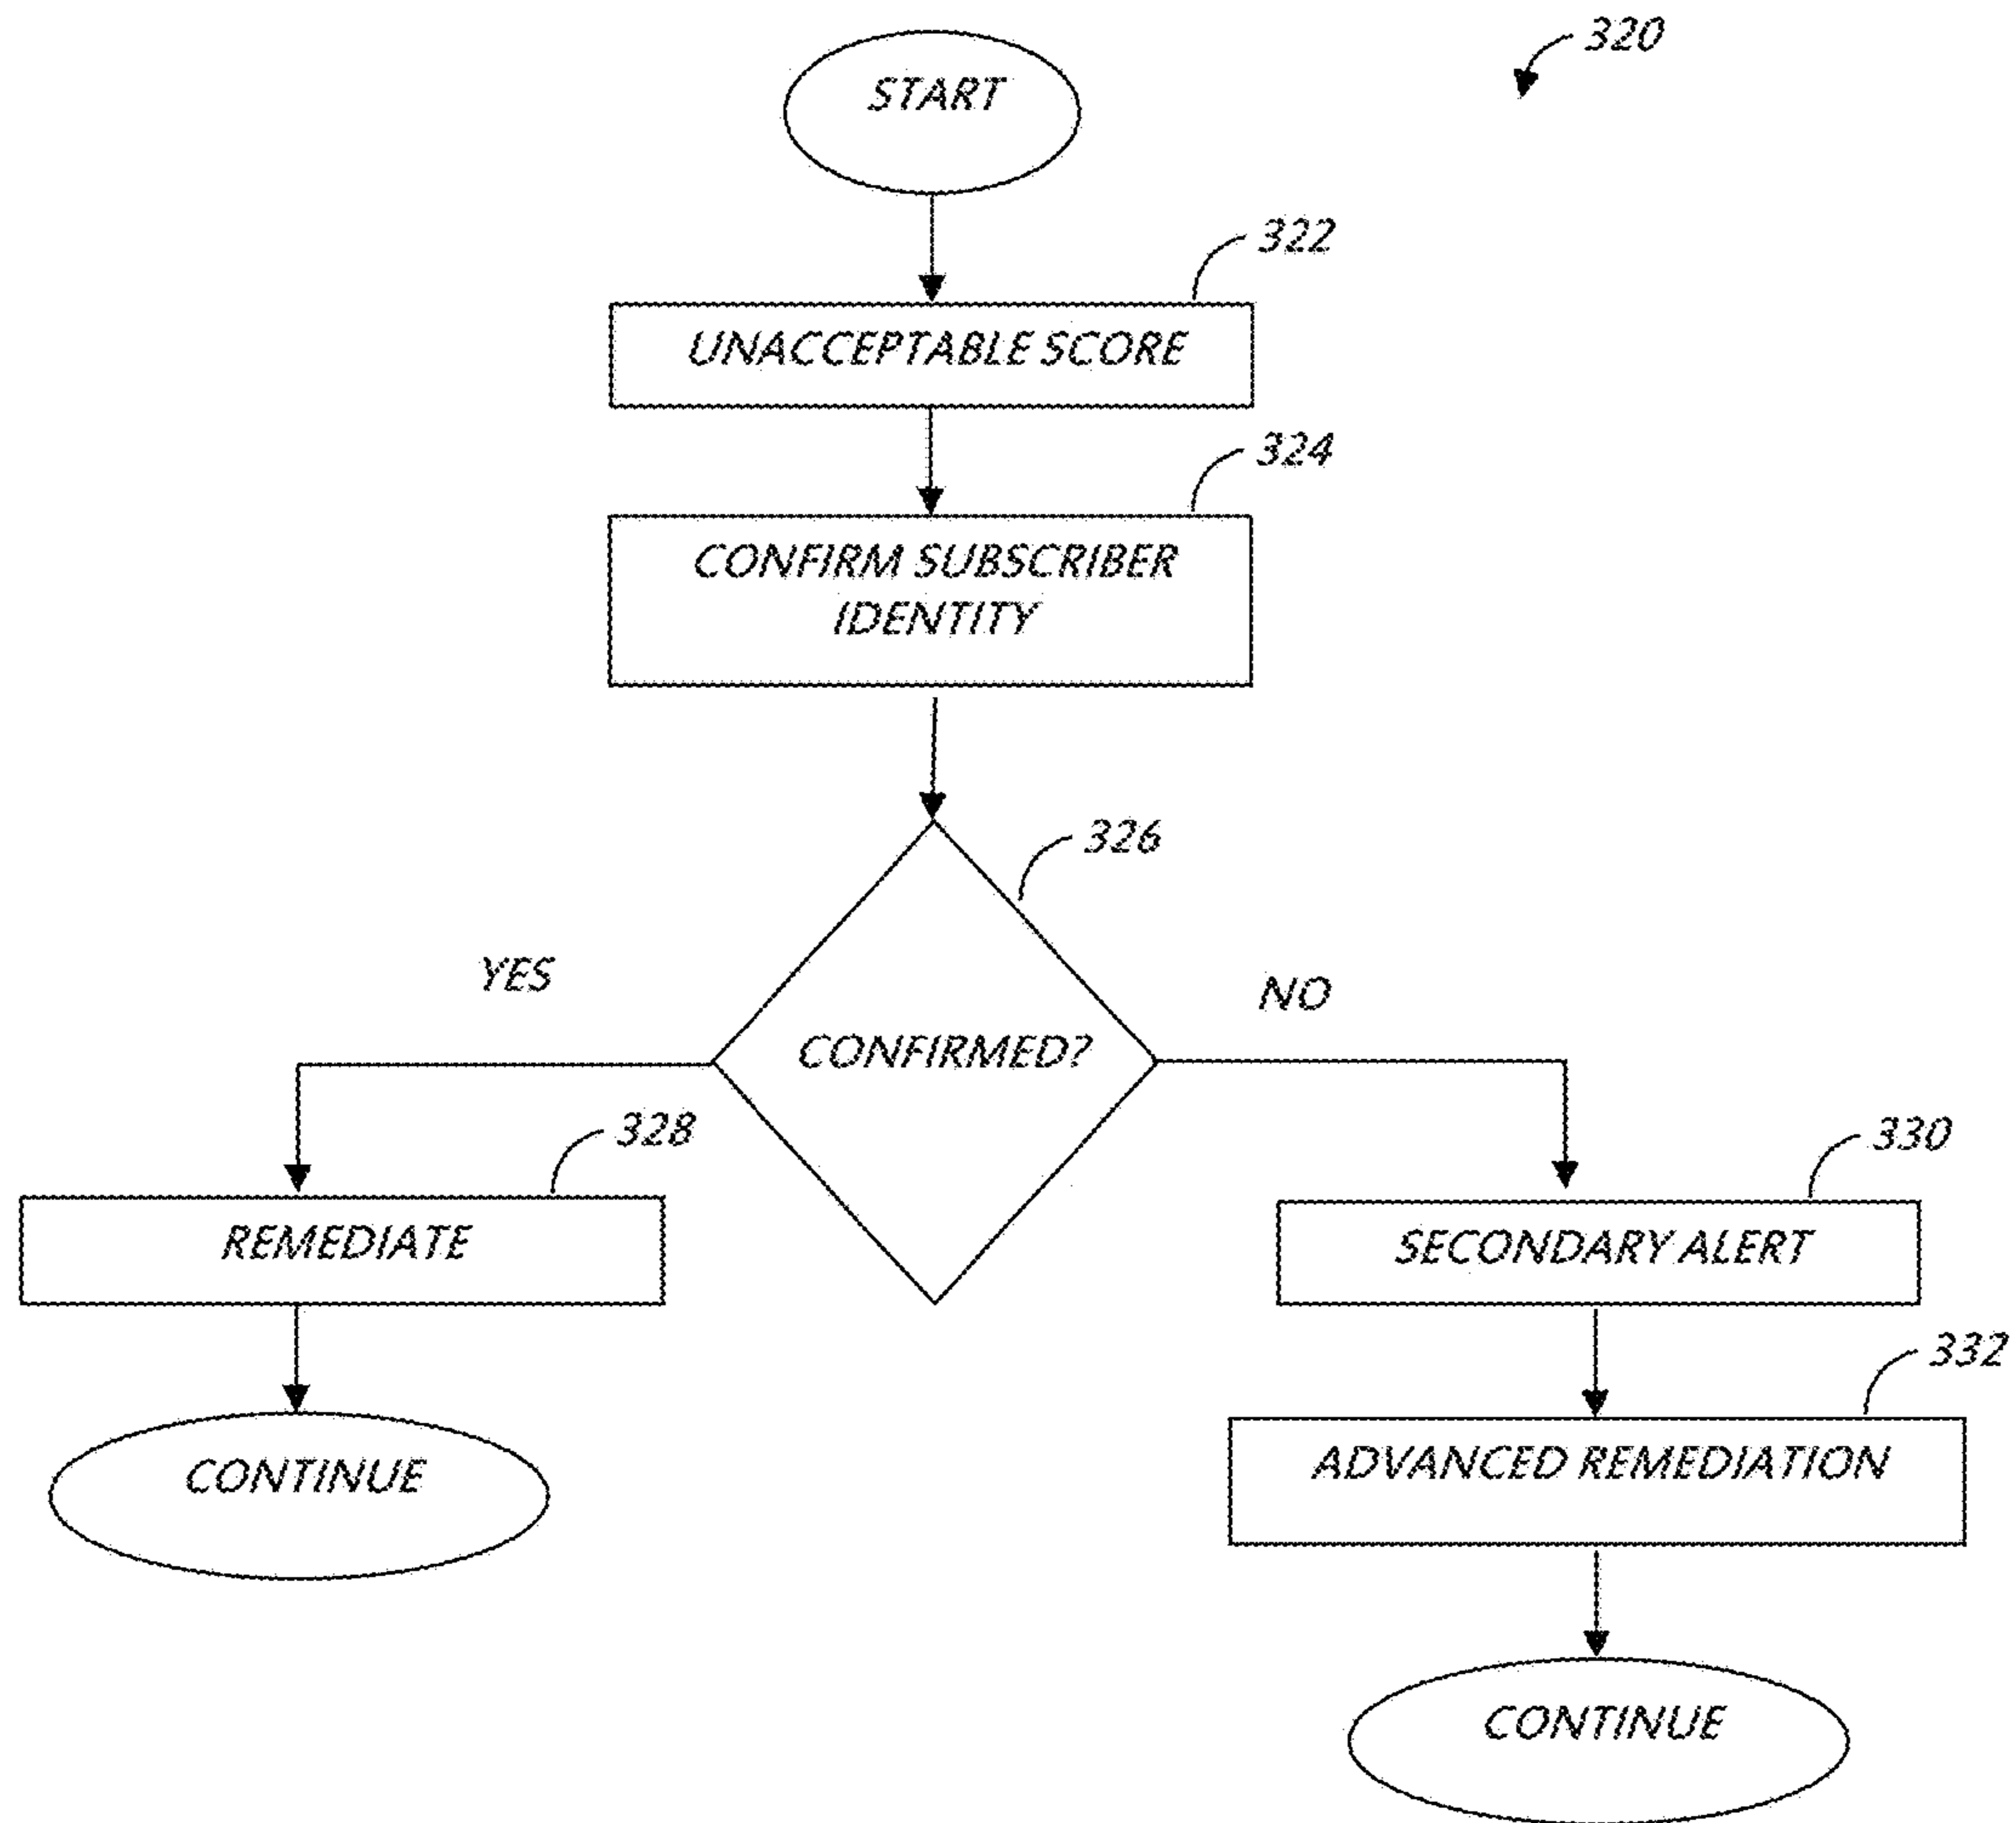 320
START
322
UNACCEPTABLE SCORE
324
CONFIRM SUBSCRIBER
IDENTITY
326
YES
NO
CONFIRMED?
328
330
REMEDIATE
SECONDARY ALERT
332
CONTINUE
ADVANCED REMEDIATION
CONTINUE